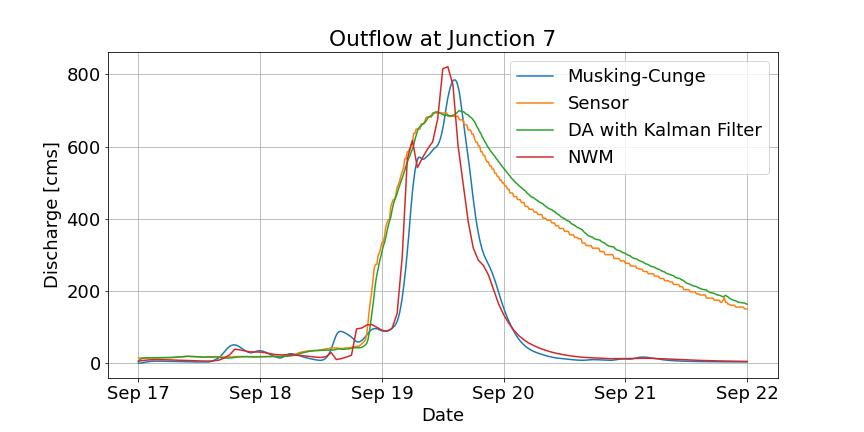 Outflow at Junction 7
Musking-Cunge
Sensor
DA with Kalman Filter
NWM
Discharge [cms]
800
600
400
200
0
Sep 17 Sep 18 Sep 19 Sep 20 Sep 21 Sep 22
Date